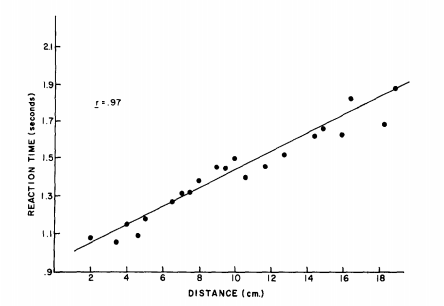 2.1
1.9
r = .97
1.7
1.5
1.3
1.1
.9
REACTION TIME (seconds)
2 4 6 8 10 12 14 16 18
DISTANCE (cm.)